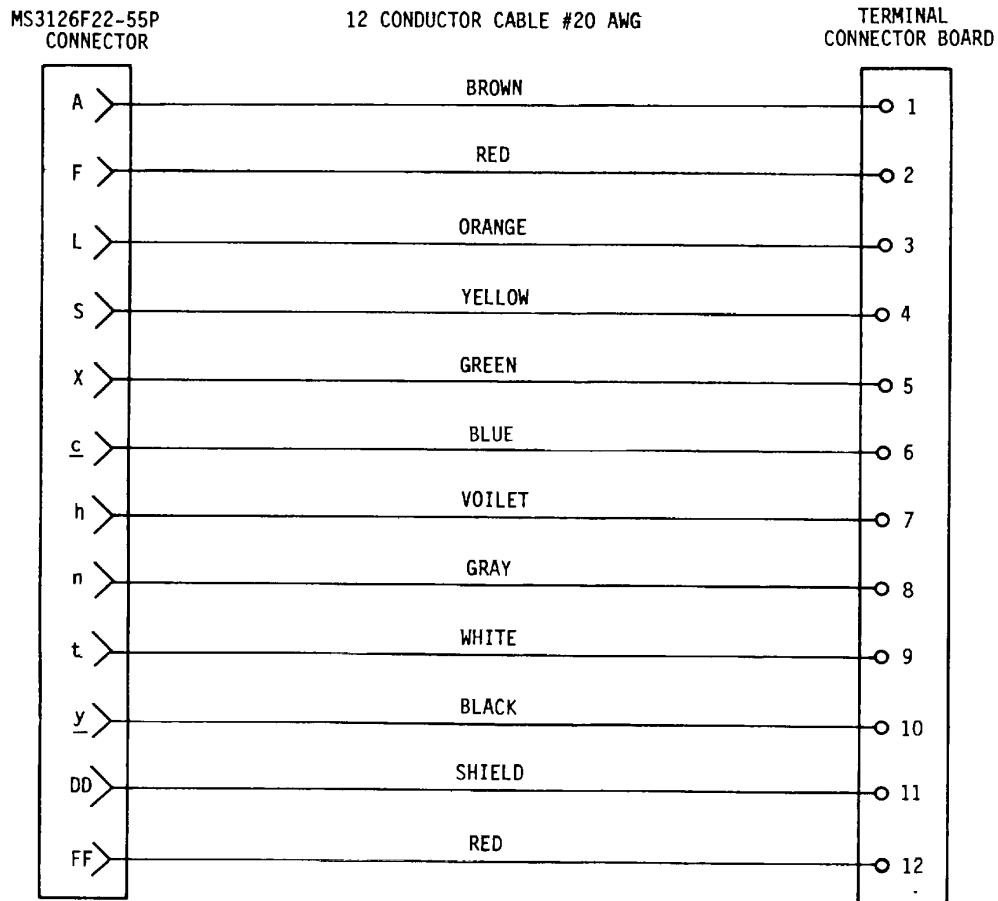 MS3126F22-55P
CONNECTOR
12 CONDUCTOR CABLE #20 AWG
TERMINAL
CONNECTOR BOARD
A BROWN 1
F RED 2
L ORANGE 3
S YELLOW 4
X GREEN 5
c BLUE 6
h VOILET 7
n GRAY 8
t WHITE 9
y BLACK 10
DD SHIELD 11
FF RED 12